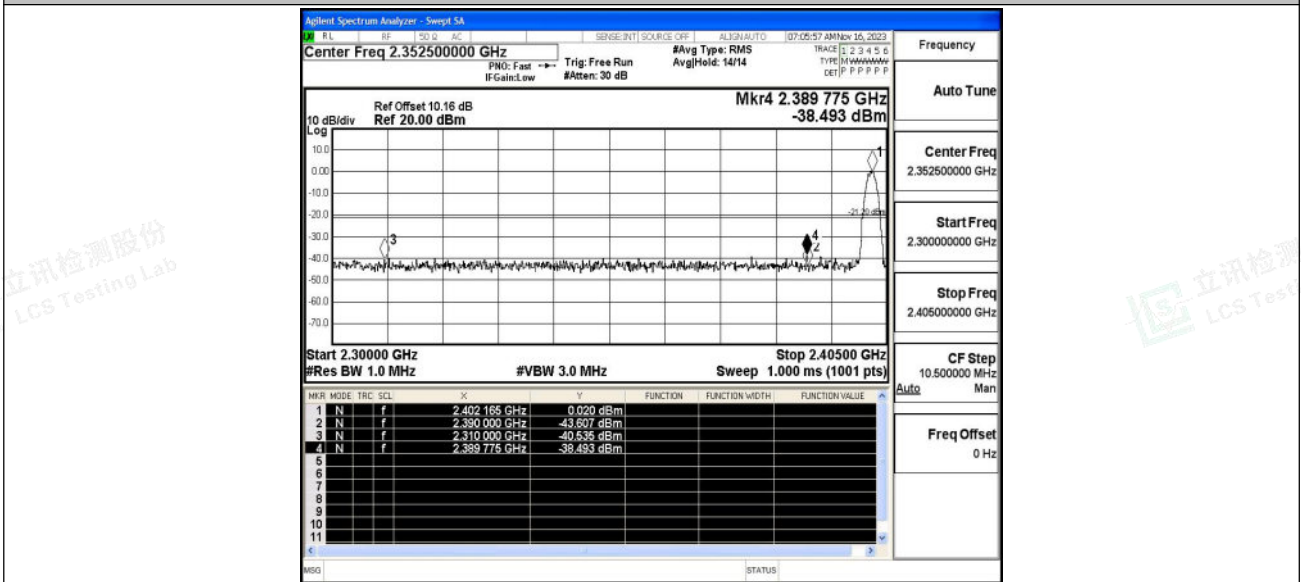 Agilent Spectrum Analyzer - Swept SA
RL RF 50 Ω AC SENSE:INT SOURCE OFF ALIGN AUTO 07:05:57 AM Nov 16, 2023
Center Freq 2.352500000 GHz
PNO: Fast
IFGain:Low
Trig: Free Run
#Atten: 30 dB
#Avg Type: RMS
Avg|Hold: 14/14
TRACE 1 2 3 4 5 6
TYPE M WWWWW
DET P P P P P P
Ref Offset 10.16 dB
10 dB/div Ref 20.00 dBm
Log
Mkr4 2.389 775 GHz
-38.493 dBm
10.0
0.00
-10.0
-20.0
-30.0
-40.0
-50.0
-60.0
-70.0
1
-21.20 dBm
3
4
2
Start 2.30000 GHz Stop 2.40500 GHz
#Res BW 1.0 MHz #VBW 3.0 MHz Sweep 1.000 ms (1001 pts)
MKR MODE TRC SCL X Y FUNCTION FUNCTION WIDTH FUNCTION VALUE
1 N f 2.402 165 GHz 0.020 dBm
2 N f 2.390 000 GHz -43.607 dBm
3 N f 2.310 000 GHz -40.535 dBm
4 N f 2.389 775 GHz -38.493 dBm
5
6
7
8
9
10
11
MSG STATUS
Frequency
Auto Tune
Center Freq
2.352500000 GHz
Start Freq
2.300000000 GHz
Stop Freq
2.405000000 GHz
CF Step
10.500000 MHz
Auto Man
Freq Offset
0 Hz
立讯检测股份
LCS Testing Lab
立讯检测
LCS Test